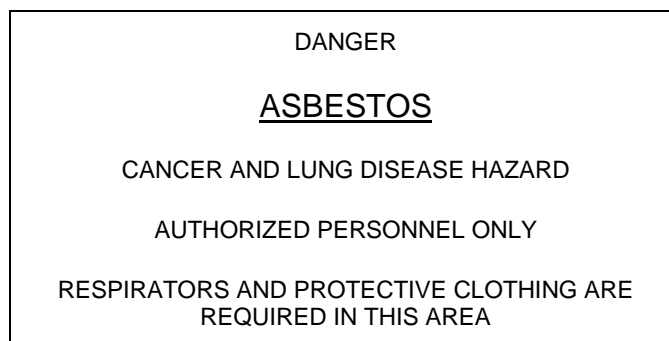 DANGER
ASBESTOS
CANCER AND LUNG DISEASE HAZARD
AUTHORIZED PERSONNEL ONLY
RESPIRATORS AND PROTECTIVE CLOTHING ARE
REQUIRED IN THIS AREA